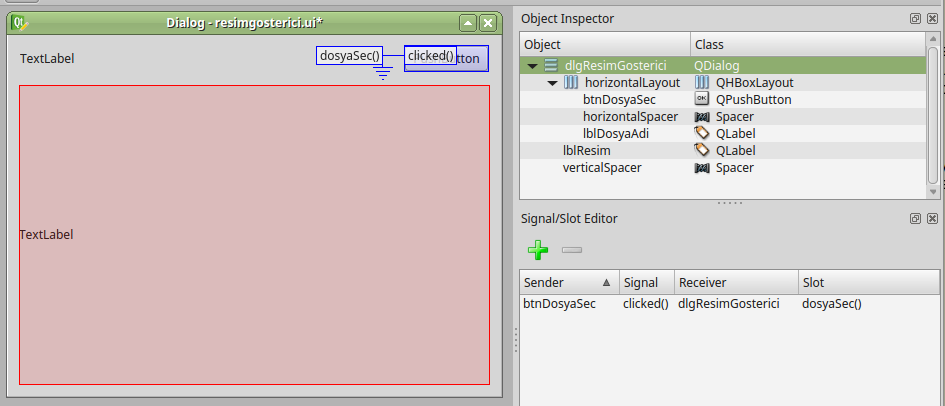 Dialog - resimgosterici.ui*
TextLabel
dosyaSec()
clicked()
tton
TextLabel
Object Inspector
Object Class
dlgResimGosterici QDialog
horizontalLayout QHBoxLayout
btnDosyaSec QPushButton
horizontalSpacer Spacer
lblDosyaAdi QLabel
lblResim QLabel
verticalSpacer Spacer
Signal/Slot Editor
Sender Signal Receiver Slot
btnDosyaSec clicked() dlgResimGosterici dosyaSec()